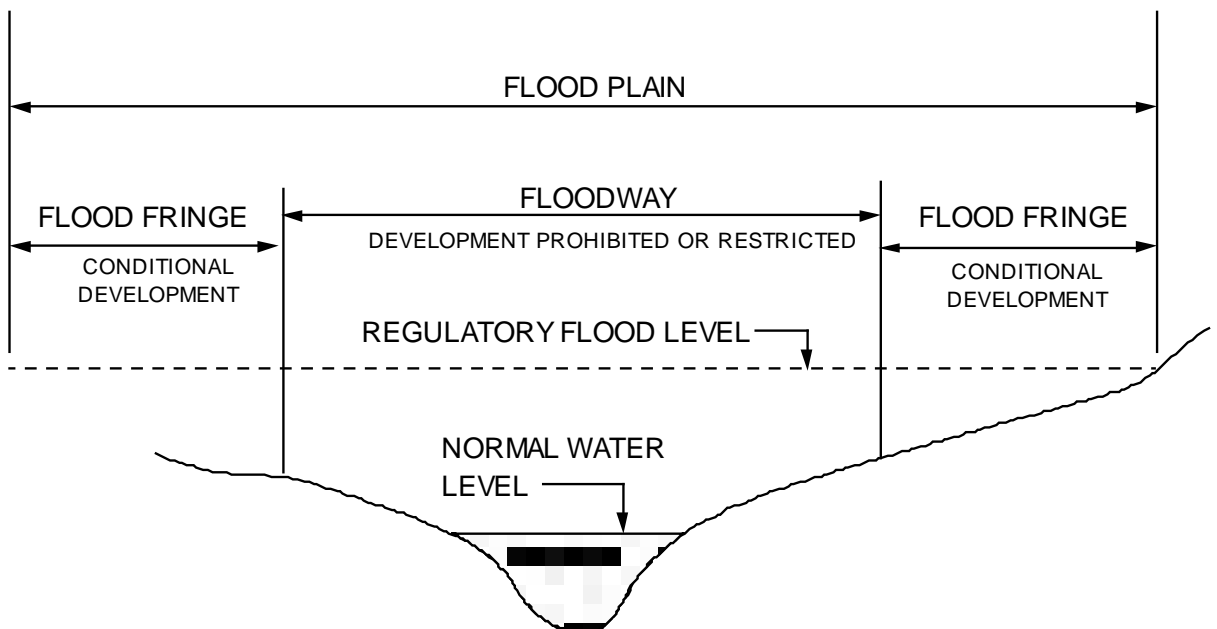 FLOOD PLAIN
FLOODWAY
FLOOD FRINGE
FLOOD FRINGE
DEVELOPMENT PROHIBITED OR RESTRICTED
CONDITIONAL
DEVELOPMENT
CONDITIONAL
DEVELOPMENT
REGULATORY FLOOD LEVEL
NORMAL WATER
LEVEL